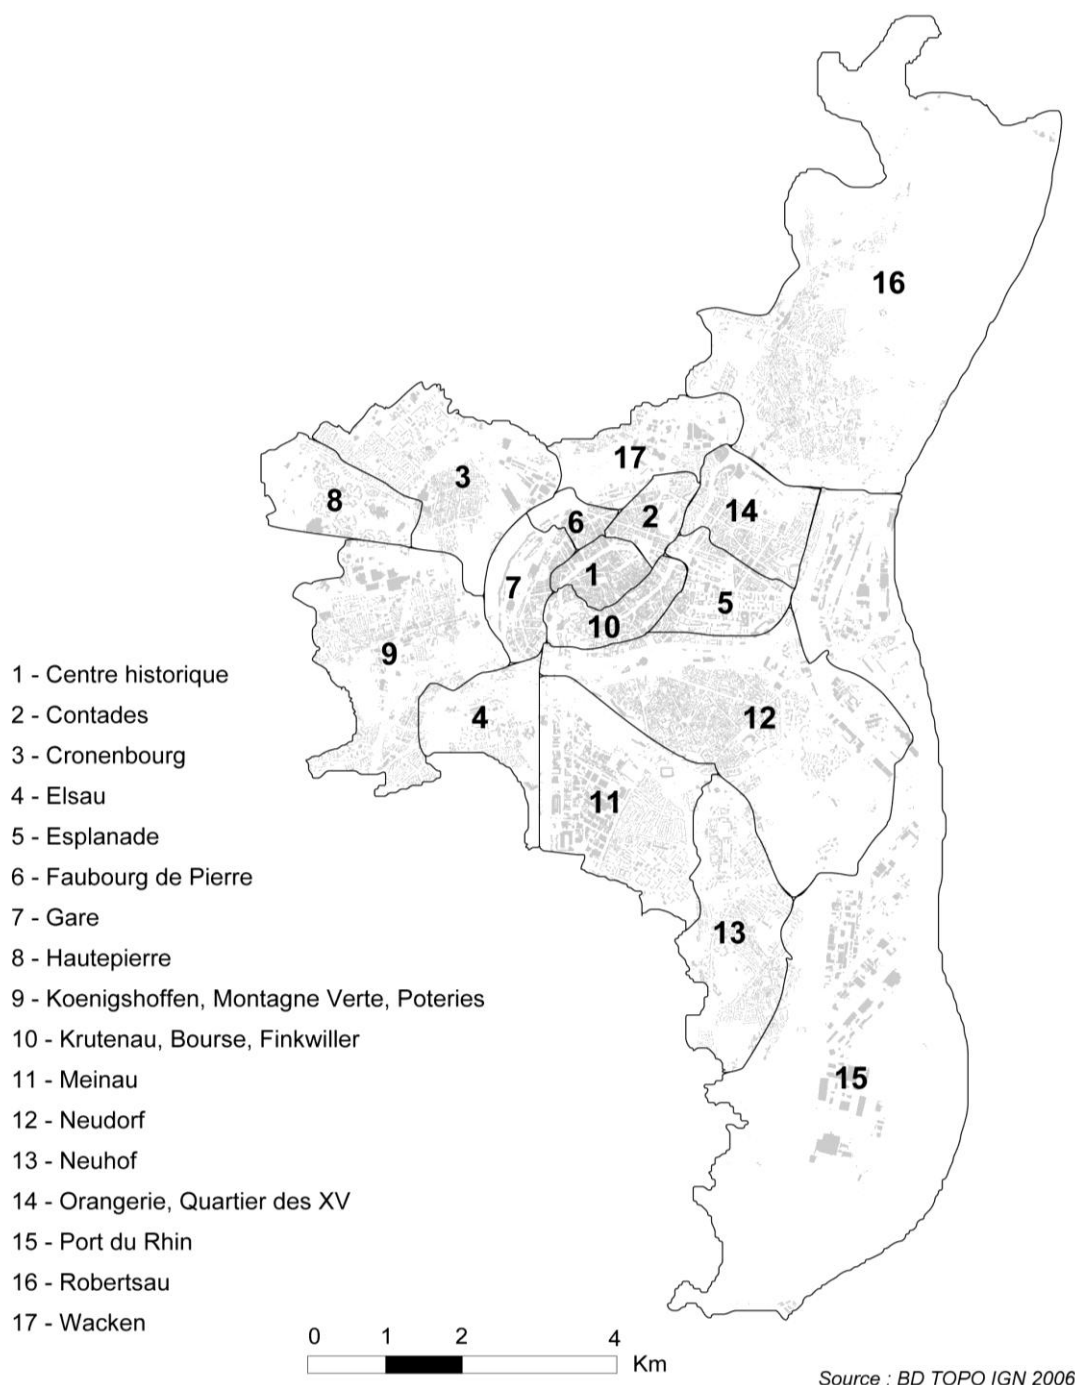 16
17
3
8
14
2
6
1
7
5
10
9
12
4
11
13
15
1 - Centre historique
2 - Contades
3 - Cronenbourg
4 - Elsau
5 - Esplanade
6 - Faubourg de Pierre
7 - Gare
8 - Hautepierre
9 - Koenigshoffen, Montagne Verte, Poteries
10 - Krutenau, Bourse, Finkwiller
11 - Meinau
12 - Neudorf
13 - Neuhof
14 - Orangerie, Quartier des XV
15 - Port du Rhin
16 - Robertsau
17 - Wacken
0 1 2 4
Km
Source : BD TOPO IGN 2006